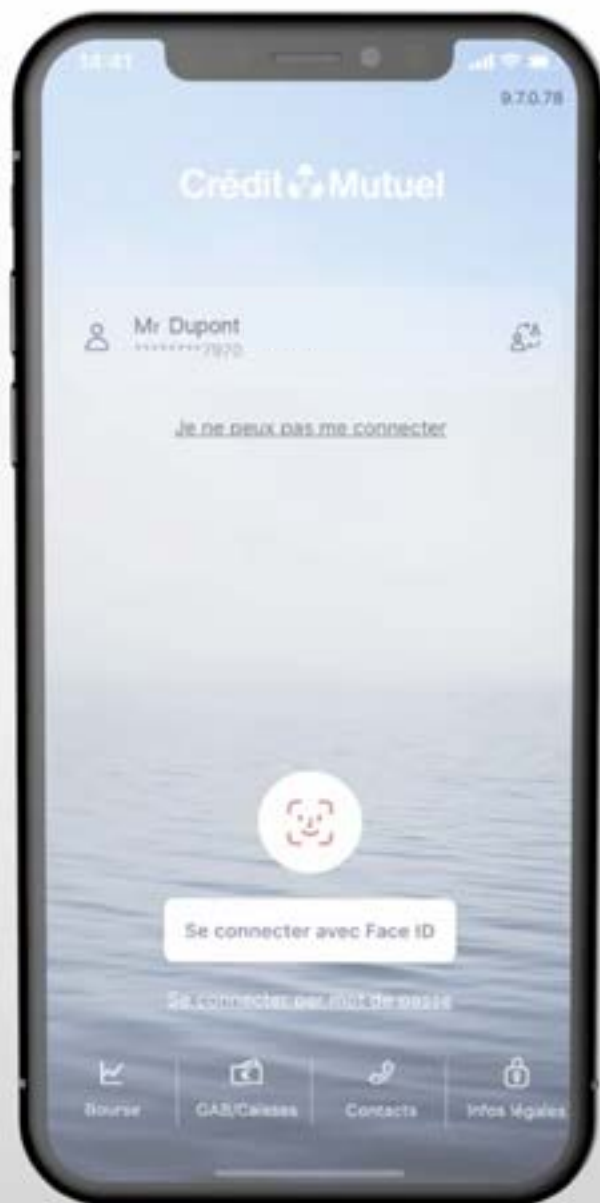 14:41
9.7.0.78
Crédit Mutuel
Mr Dupont
********7970
Je ne peux pas me connecter
Se connecter avec Face ID
Se connecter par mot de passe
Bourse
GAB/Caisses
Contacts
Infos légales